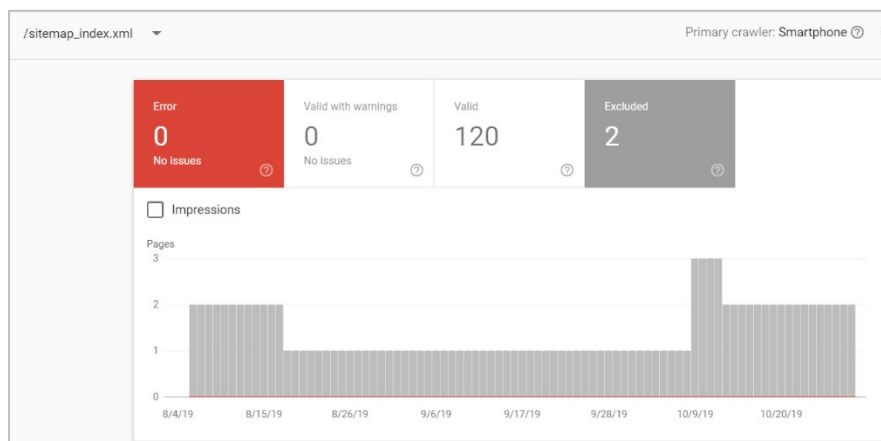 /sitemap_index.xml
Primary crawler: Smartphone
Error
0
No issues
Valid with warnings
0
No issues
Valid
120
Excluded
2
Impressions
Pages
3
2
1
0
8/4/19 8/15/19 8/26/19 9/6/19 9/17/19 9/28/19 10/9/19 10/20/19